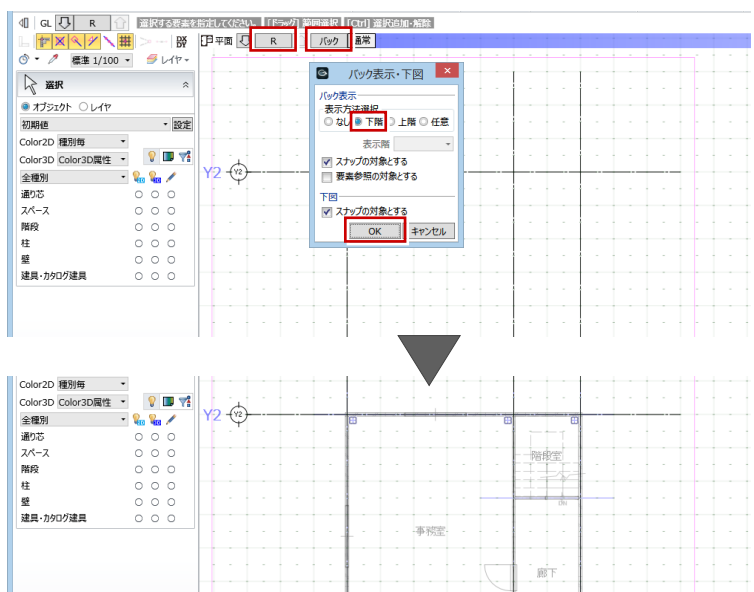 GL R 選択する要素を指定してください。 [ドラッグ] 範囲選択 [Ctrl] 選択追加・解除
平面 R バック 通常
標準 1/100 レイヤ
選択
オブジェクト レイヤ
初期値 設定
Color2D 種別毎
Color3D Color3D属性
全種別
通り芯
スペース
階段
柱
壁
建具・カタログ建具
Y2 Y2
バック表示・下図
バック表示
表示方法選択
なし 下階 上階 任意
表示階
スナップの対象とする
要素参照の対象とする
下図
スナップの対象とする
OK キャンセル
Color2D 種別毎
Color3D Color3D属性
全種別
通り芯
スペース
階段
柱
壁
建具・カタログ建具
Y2 Y2
階段室
事務室
廊下